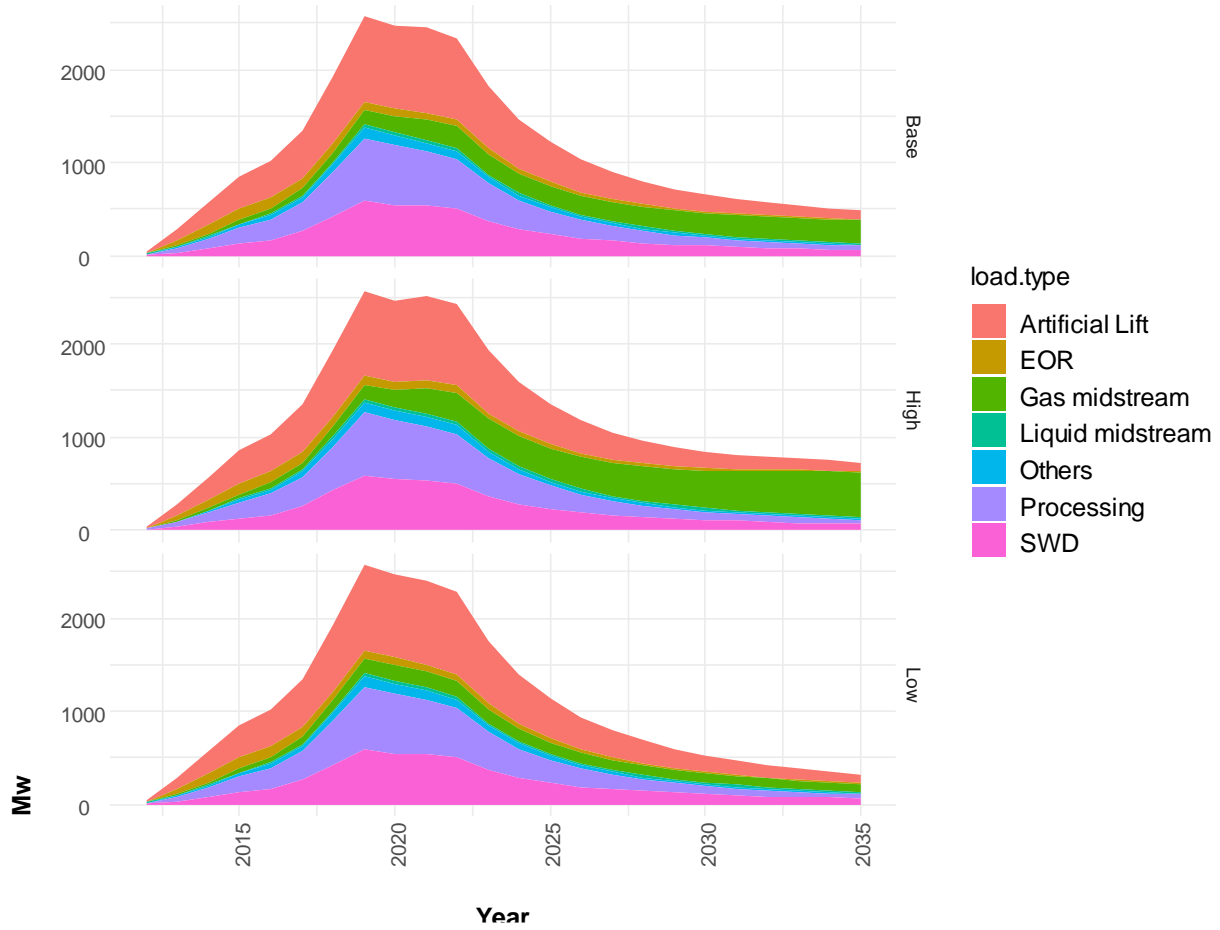 2000
1000
0
Base
2000
1000
0
High
2000
1000
0
Low
Mw
2015
2020
2025
2030
2035
Year
load.type
Artificial Lift
EOR
Gas midstream
Liquid midstream
Others
Processing
SWD